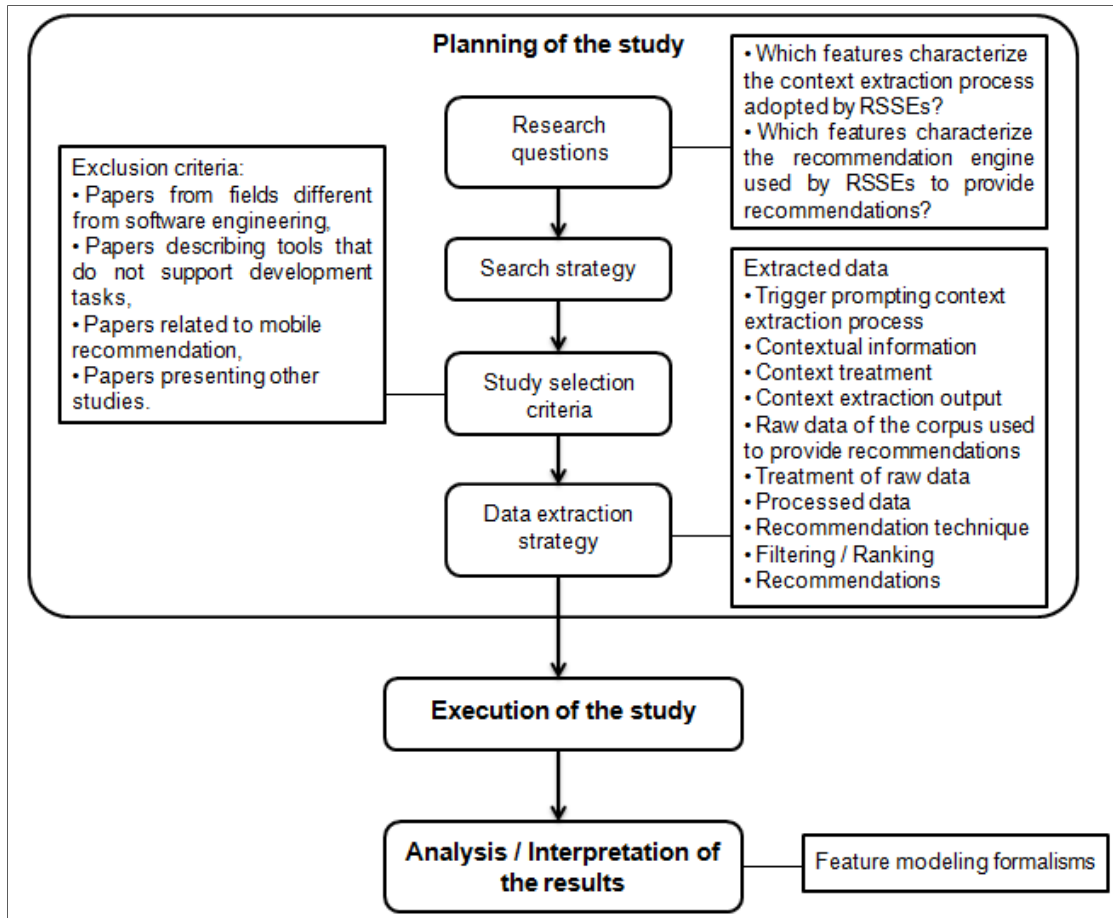 Planning of the study
Research
questions
• Which features characterize
the context extraction process
adopted by RSSEs?
• Which features characterize
the recommendation engine
used by RSSEs to provide
recommendations?
Exclusion criteria:
• Papers from fields different
from software engineering,
• Papers describing tools that
do not support development
tasks,
• Papers related to mobile
recommendation,
• Papers presenting other
studies.
Search strategy
Study selection
criteria
Data extraction
strategy
Extracted data
• Trigger prompting context
extraction process
• Contextual information
• Context treatment
• Context extraction output
• Raw data of the corpus used
to provide recommendations
• Treatment of raw data
• Processed data
• Recommendation technique
• Filtering / Ranking
• Recommendations
Execution of the study
Analysis / Interpretation of
the results
Feature modeling formalisms